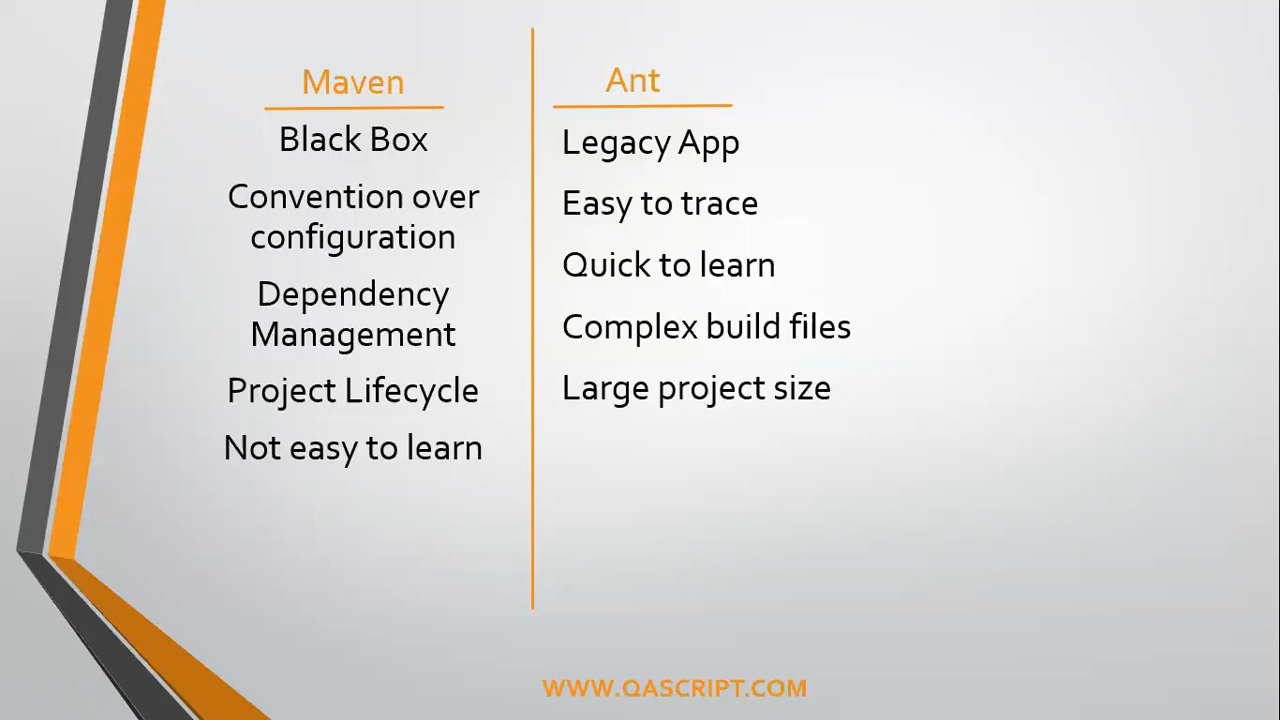 Maven
Black Box
Convention over
configuration
Dependency
Management
Project Lifecycle
Not easy to learn
Ant
Legacy App
Easy to trace
Quick to learn
Complex build files
Large project size
WWW.QASCRIPT.COM